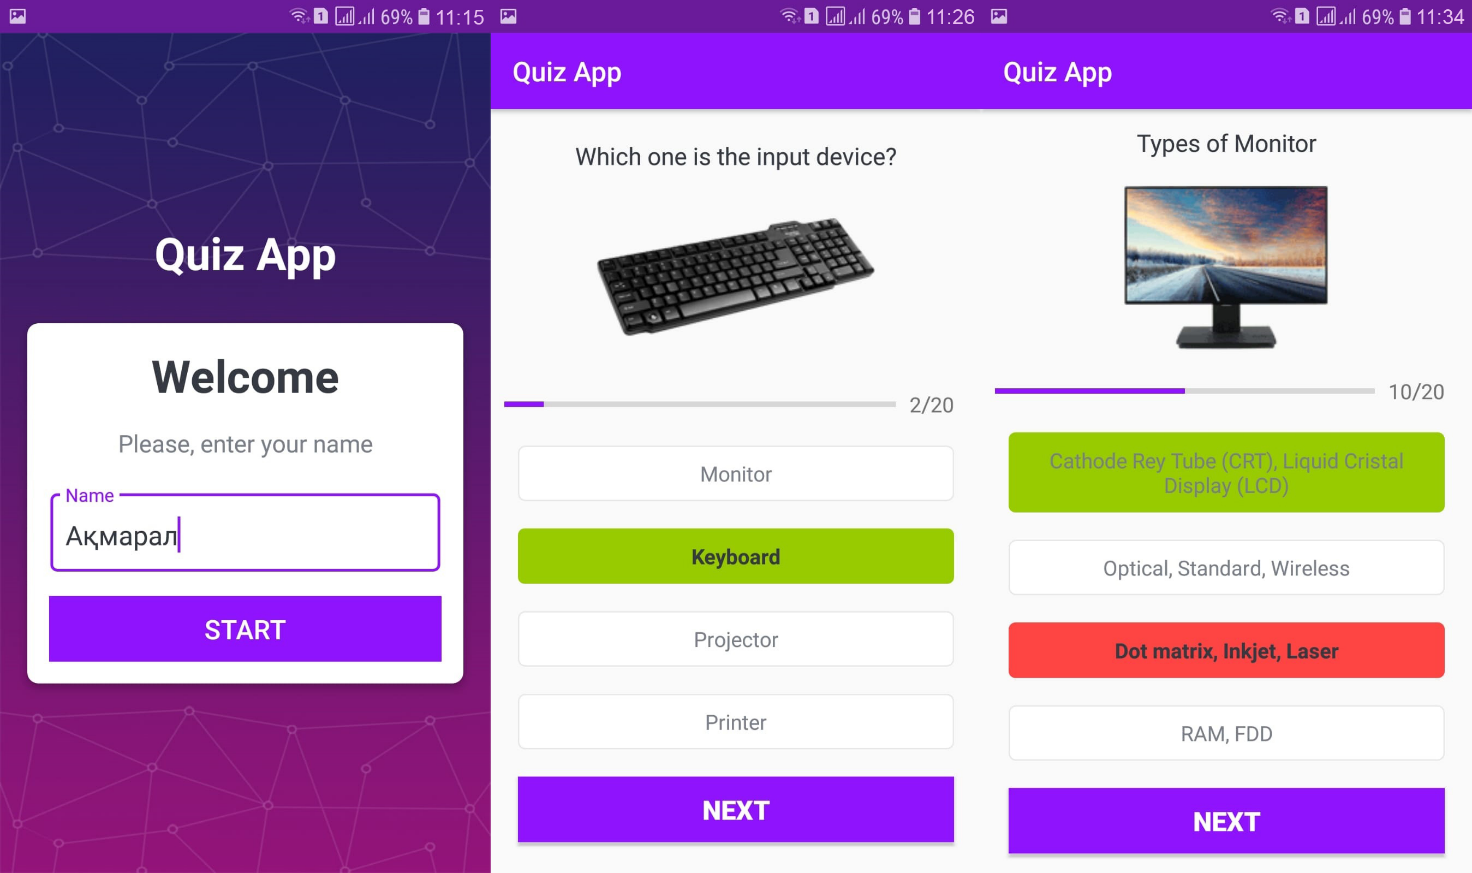 1 69% 11:15
Quiz App
Welcome
Please, enter your name
Name
Ақмарал
START
1 69% 11:26
Quiz App
Which one is the input device?
2/20
Monitor
Keyboard
Projector
Printer
NEXT
1 69% 11:34
Quiz App
Types of Monitor
10/20
Cathode Rey Tube (CRT), Liquid Cristal
Display (LCD)
Optical, Standard, Wireless
Dot matrix, Inkjet, Laser
RAM, FDD
NEXT